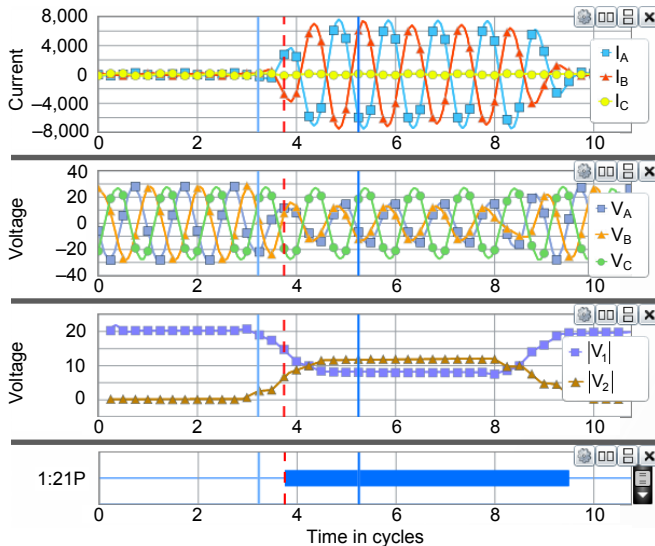 Current
8,000
4,000
0
–4,000
–8,000
I_A
I_B
I_C
0 2 4 6 8 10
Voltage
40
20
0
–20
–40
V_A
V_B
V_C
0 2 4 6 8 10
Voltage
20
10
0
|V_1|
|V_2|
0 2 4 6 8 10
1:21P
0 2 4 6 8 10
Time in cycles